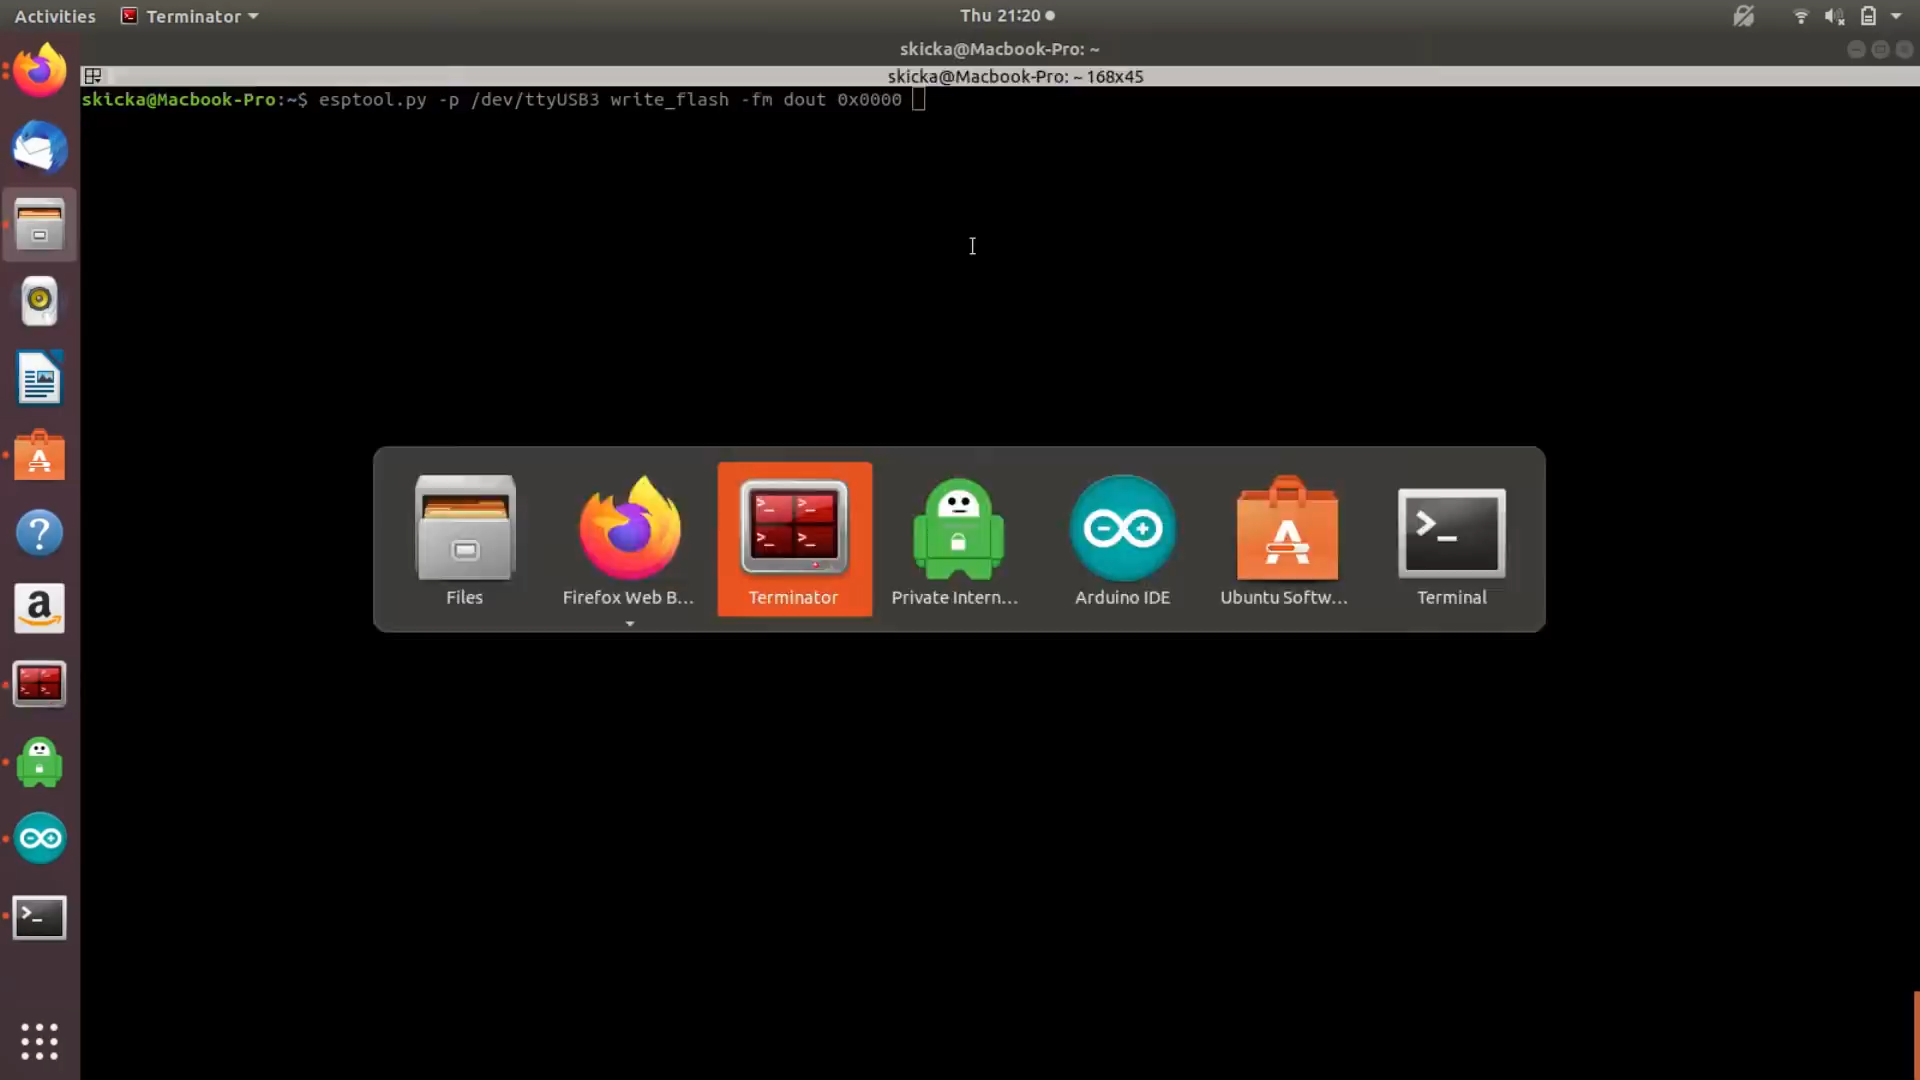 Activities Terminator Thu 21:20
skicka@Macbook-Pro: ~
skicka@Macbook-Pro: ~ 168x45
skicka@Macbook-Pro:~$ esptool.py -p /dev/ttyUSB3 write_flash -fm dout 0x0000
Files Firefox Web B... Terminator Private Intern... Arduino IDE Ubuntu Softw... Terminal